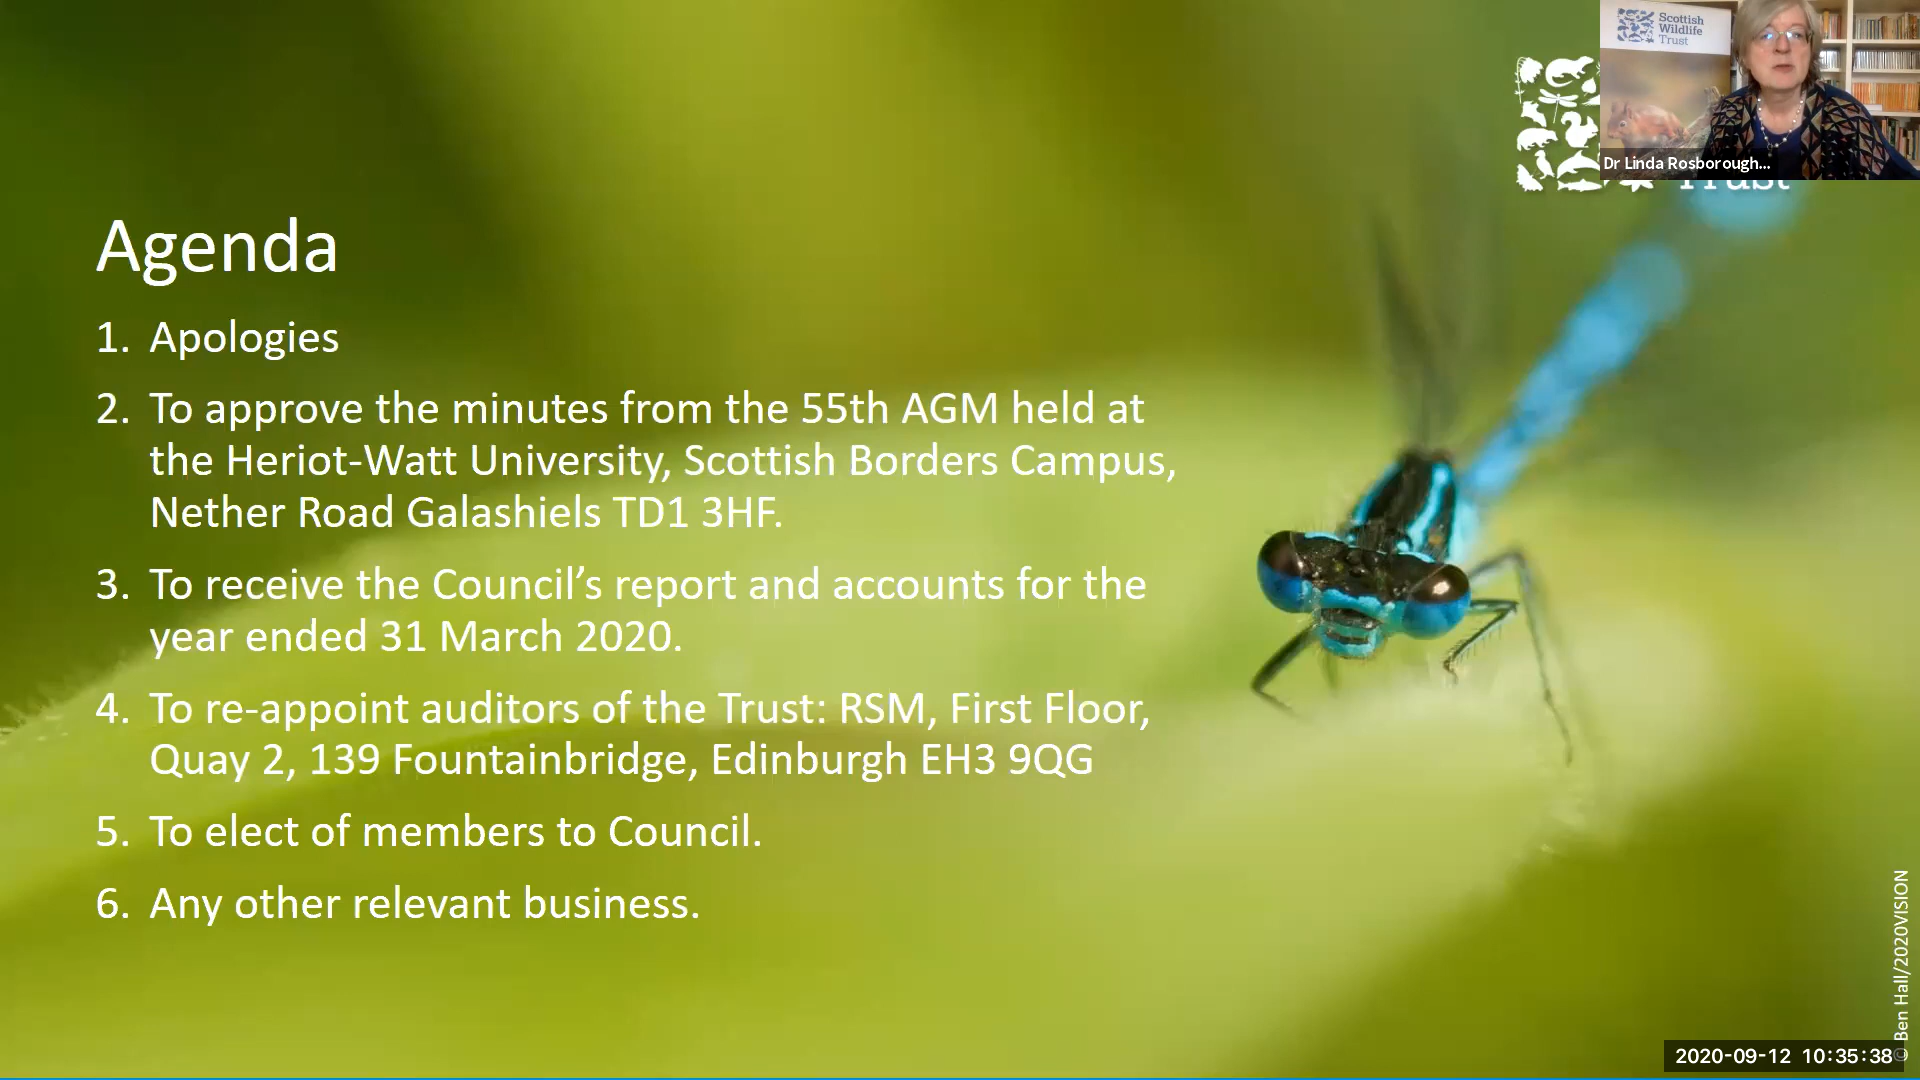 Scottish
Wildlife
Trust
Dr Linda Rosborough...
Trust
Agenda
1. Apologies
2. To approve the minutes from the 55th AGM held at
the Heriot-Watt University, Scottish Borders Campus,
Nether Road Galashiels TD1 3HF.
3. To receive the Council’s report and accounts for the
year ended 31 March 2020.
4. To re-appoint auditors of the Trust: RSM, First Floor,
Quay 2, 139 Fountainbridge, Edinburgh EH3 9QG
5. To elect of members to Council.
6. Any other relevant business.
© Ben Hall/2020VISION
2020-09-12 10:35:38